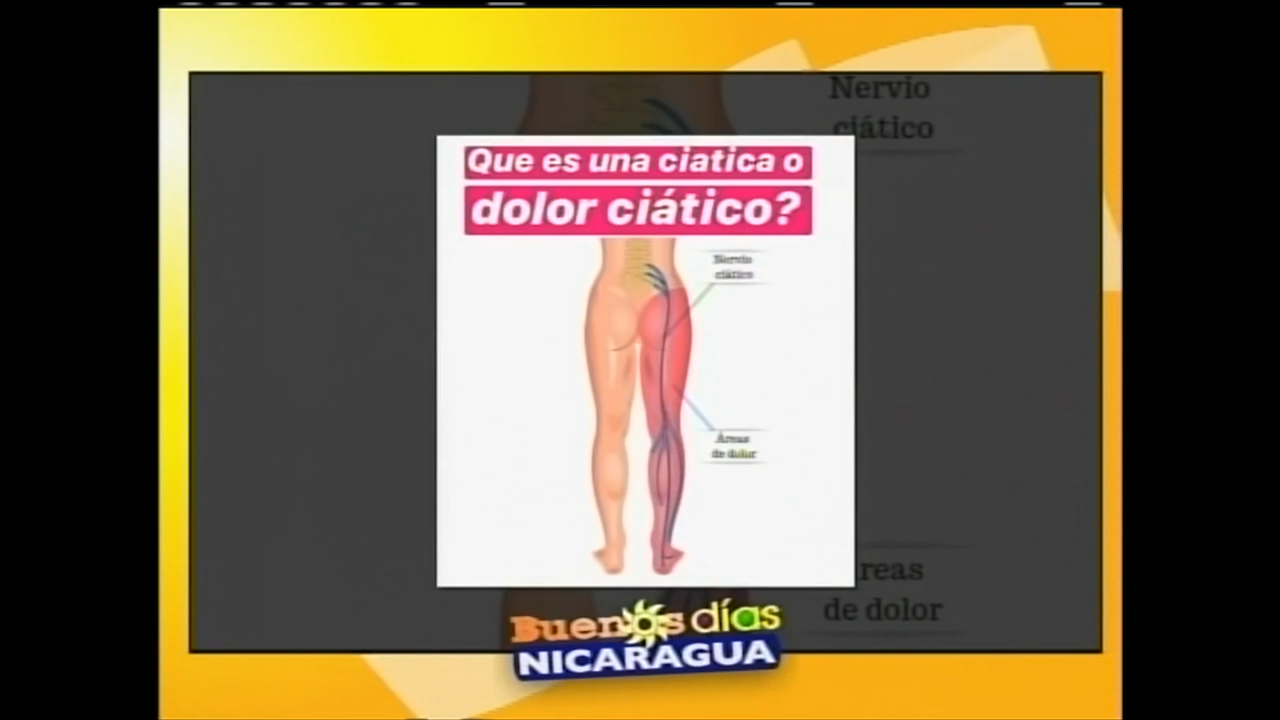 Nervio
ciático
Que es una ciatica o
dolor ciático?
Nervio
ciático
Áreas
de dolor
reas
de dolor
Buenos días
NICARAGUA